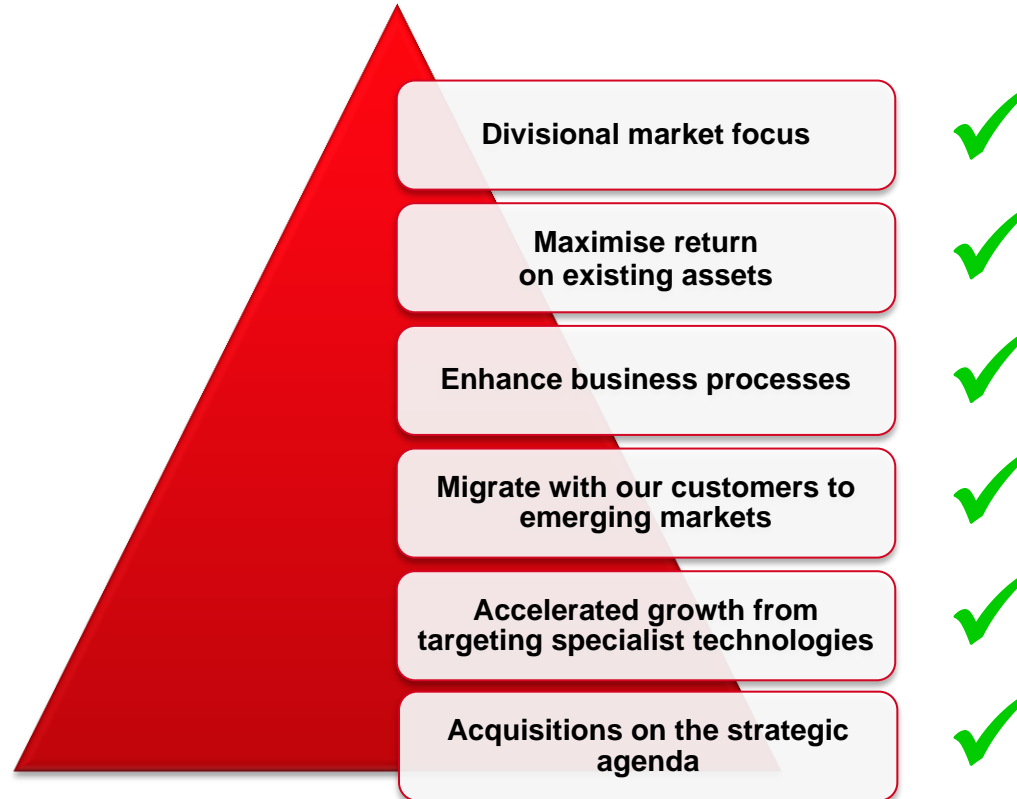 Divisional market focus
Maximise return
on existing assets
Enhance business processes
Migrate with our customers to
emerging markets
Accelerated growth from
targeting specialist technologies
Acquisitions on the strategic
agenda